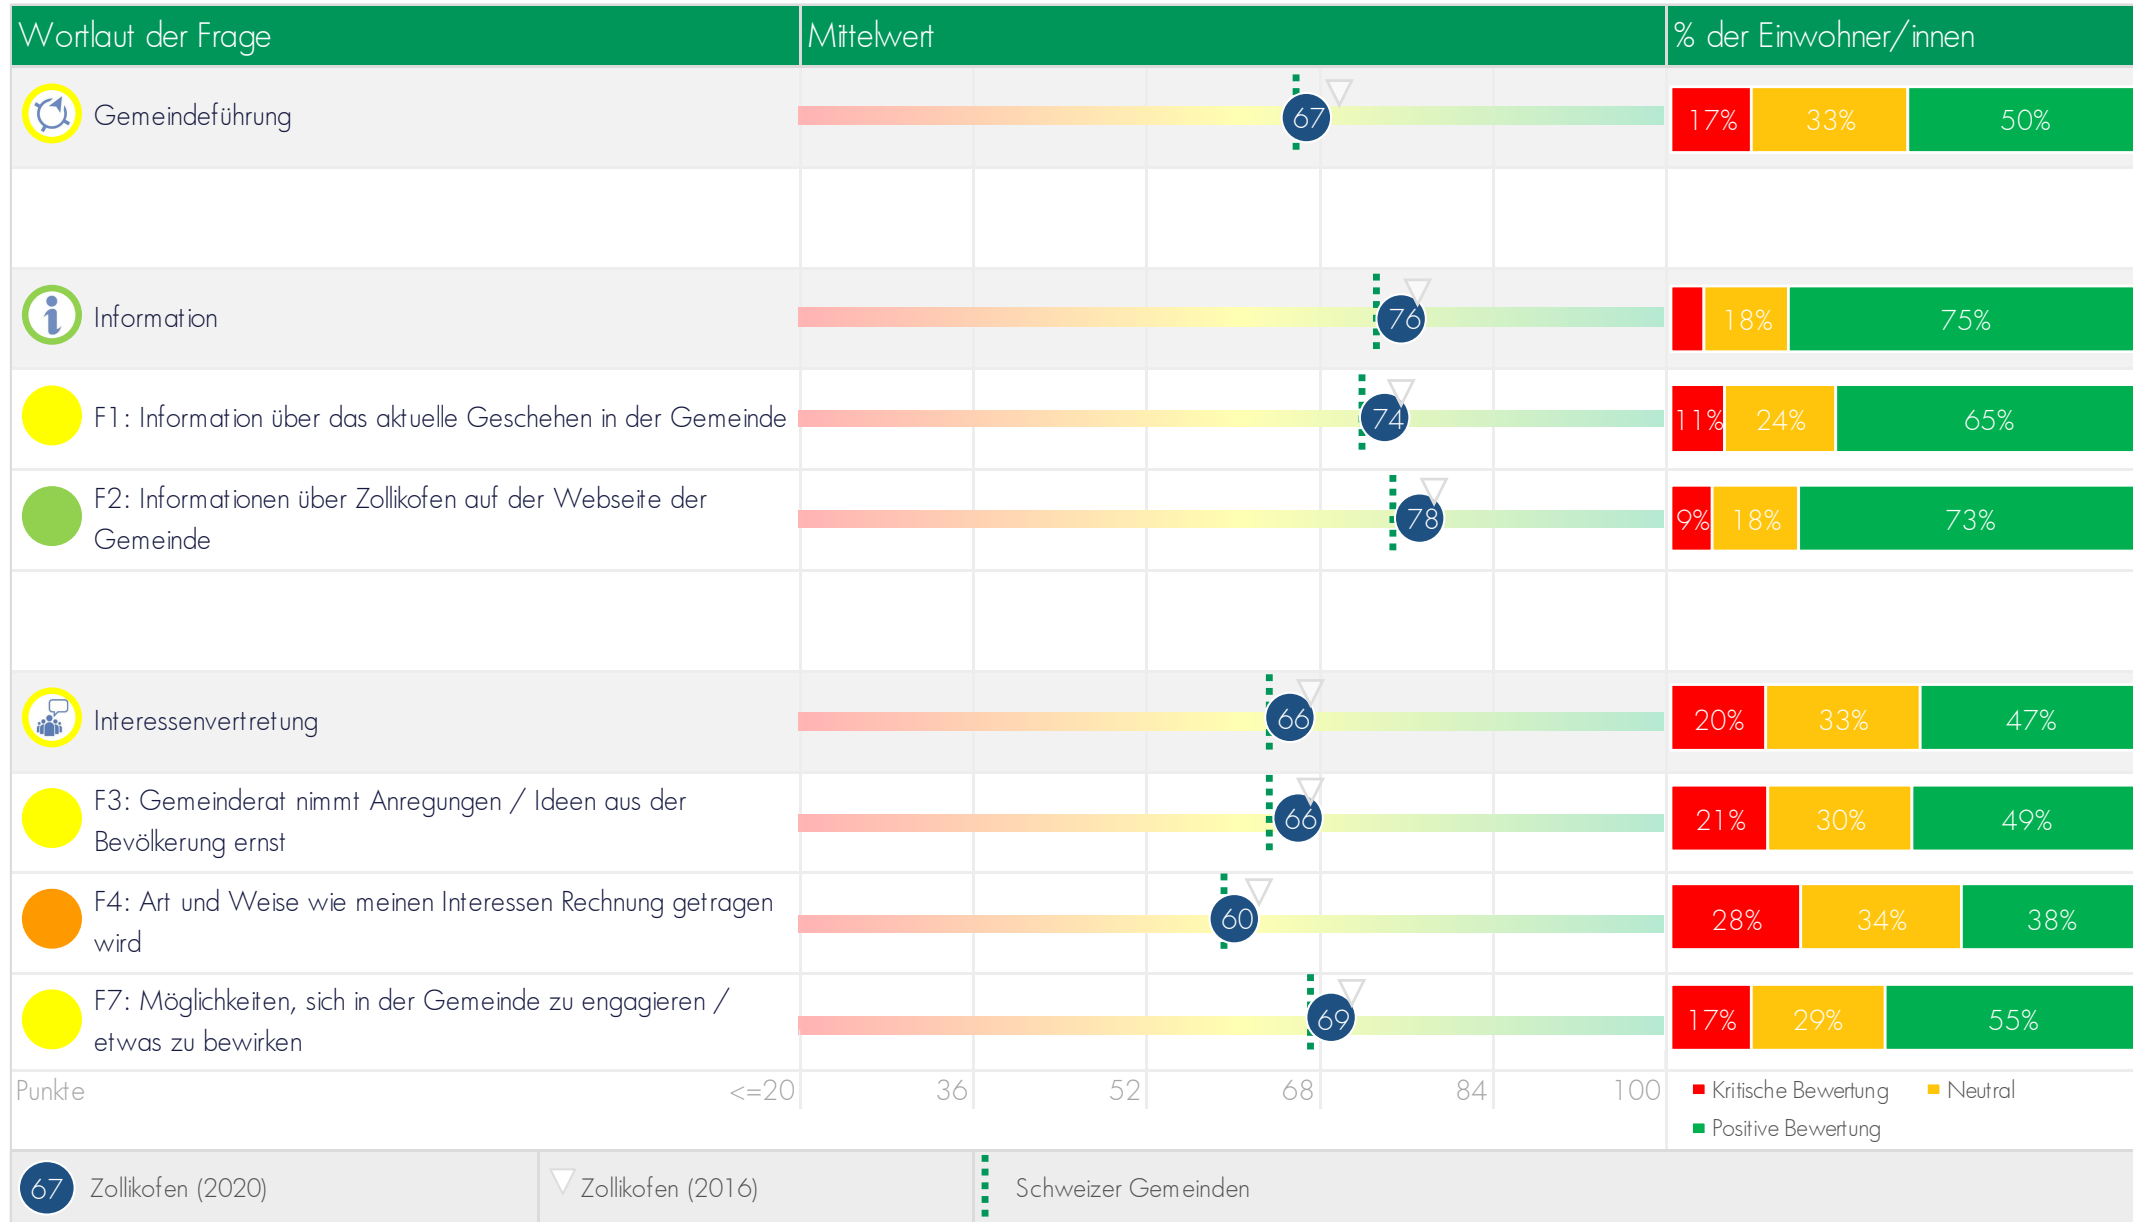 Wortlaut der Frage
Mittelwert
% der Einwohner/innen
Gemeindeführung
67
17%
33%
50%
Information
76
18%
75%
F1: Information über das aktuelle Geschehen in der Gemeinde
74
11%
24%
65%
F2: Informationen über Zollikofen auf der Webseite der
Gemeinde
78
9%
18%
73%
Interessenvertretung
66
20%
33%
47%
F3: Gemeinderat nimmt Anregungen / Ideen aus der
Bevölkerung ernst
66
21%
30%
49%
F4: Art und Weise wie meinen Interessen Rechnung getragen
wird
60
28%
34%
38%
F7: Möglichkeiten, sich in der Gemeinde zu engagieren /
etwas zu bewirken
69
17%
29%
55%
Punkte
<=20
36
52
68
84
100
Kritische Bewertung
Neutral
Positive Bewertung
67
Zollikofen (2020)
Zollikofen (2016)
Schweizer Gemeinden